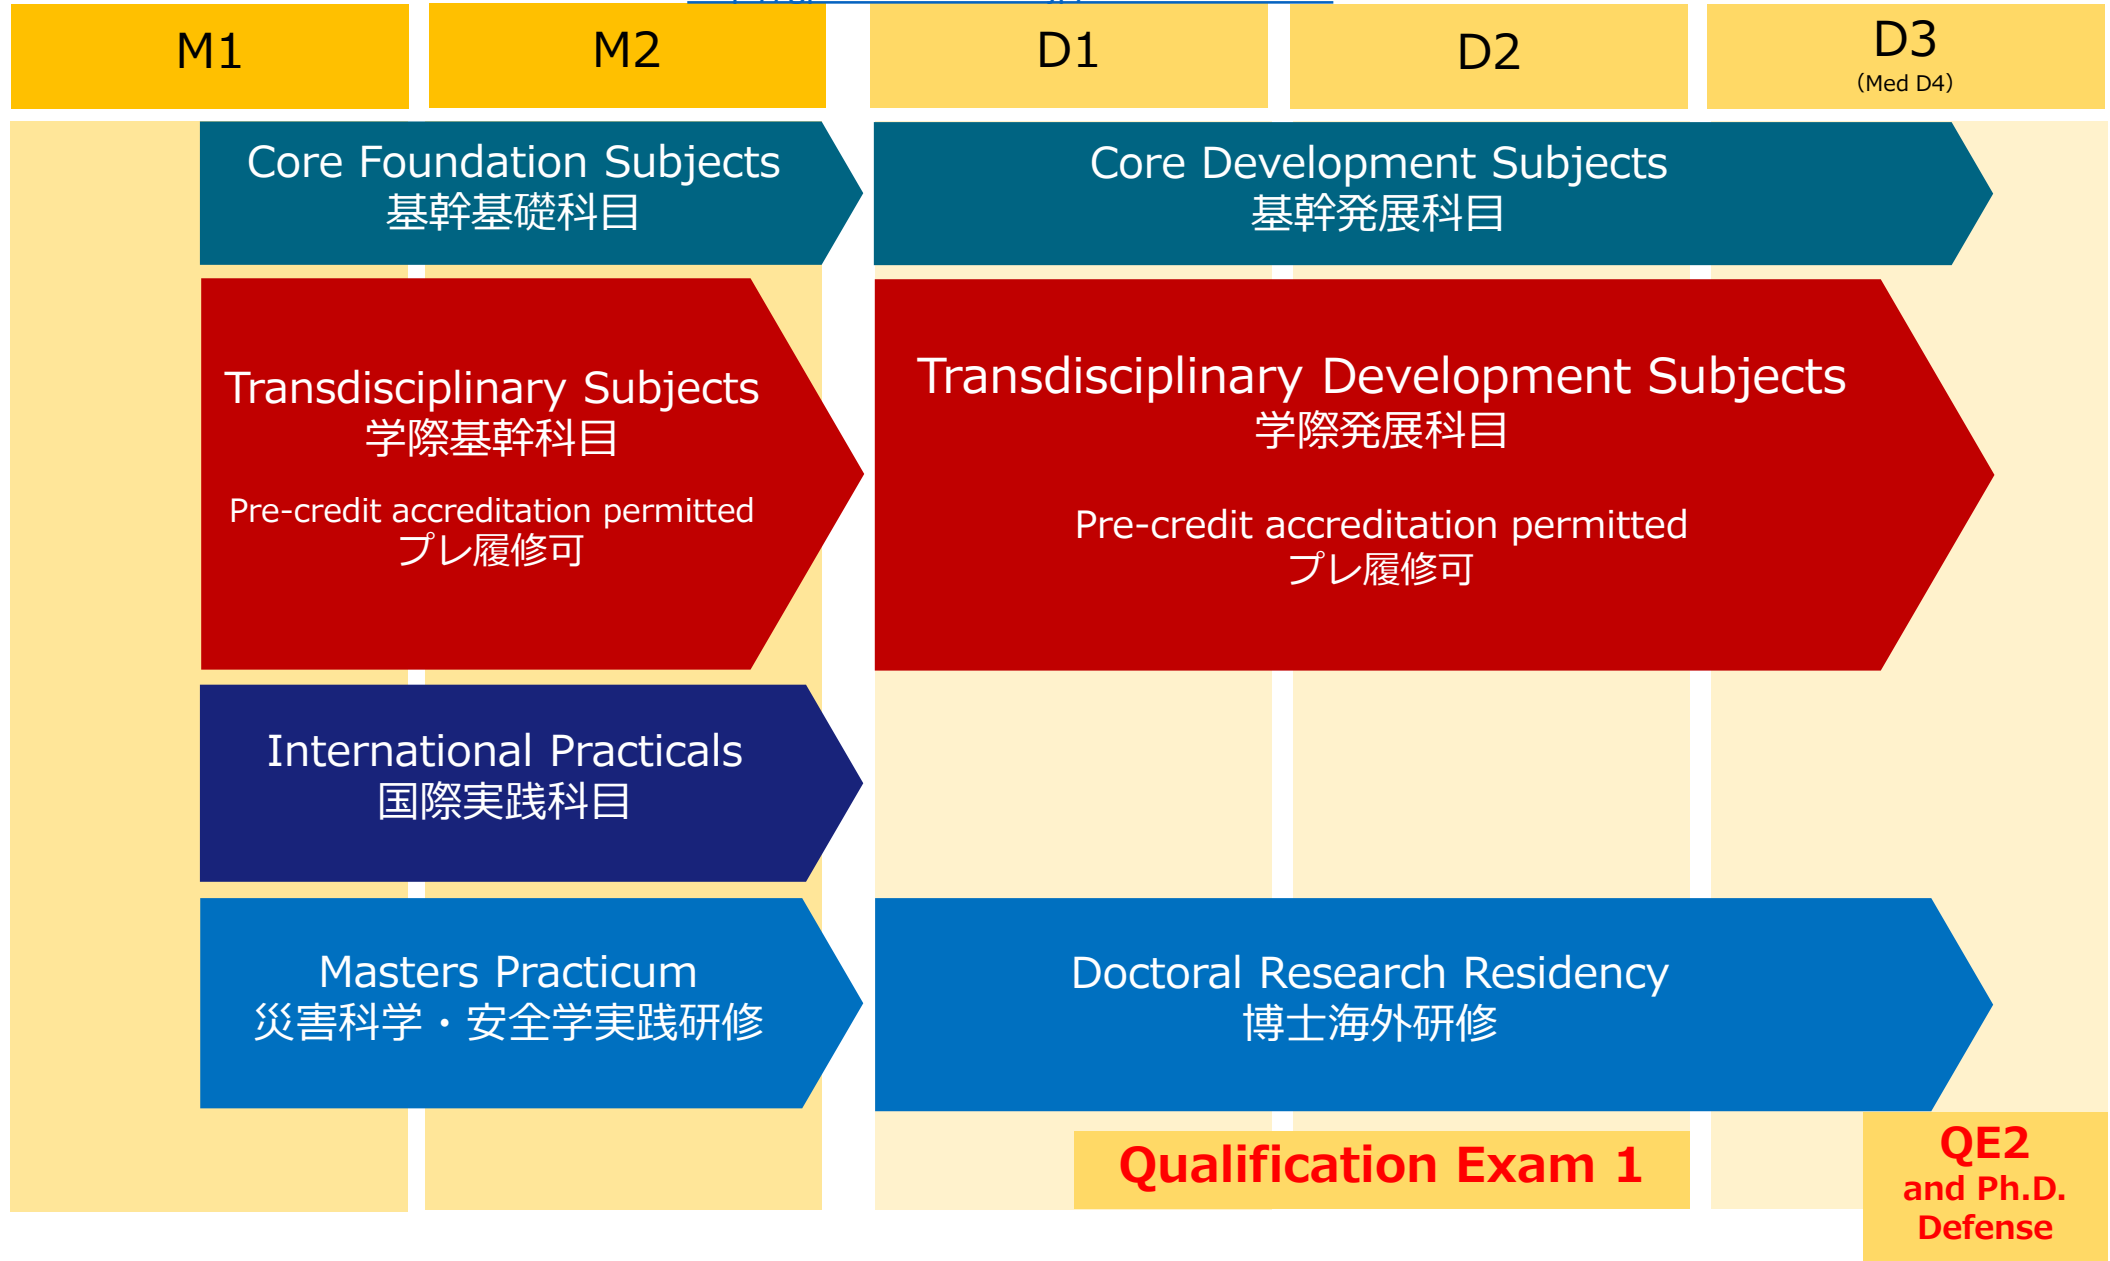 M1
M2
D1
D2
D3
(Med D4)
Core Foundation Subjects
基幹基礎科目
Core Development Subjects
基幹発展科目
Transdisciplinary Subjects
学際基幹科目
Pre-credit accreditation permitted
プレ履修可
Transdisciplinary Development Subjects
学際発展科目
Pre-credit accreditation permitted
プレ履修可
International Practicals
国際実践科目
Masters Practicum
災害科学・安全学実践研修
Doctoral Research Residency
博士海外研修
Qualification Exam 1
QE2
and Ph.D.
Defense